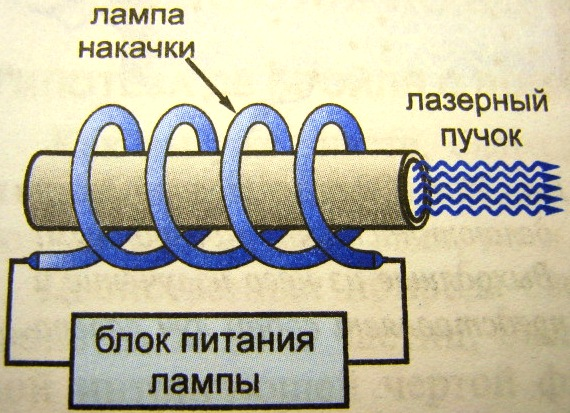 лампа
накачки
лазерный
пучок
блок питания
лампы